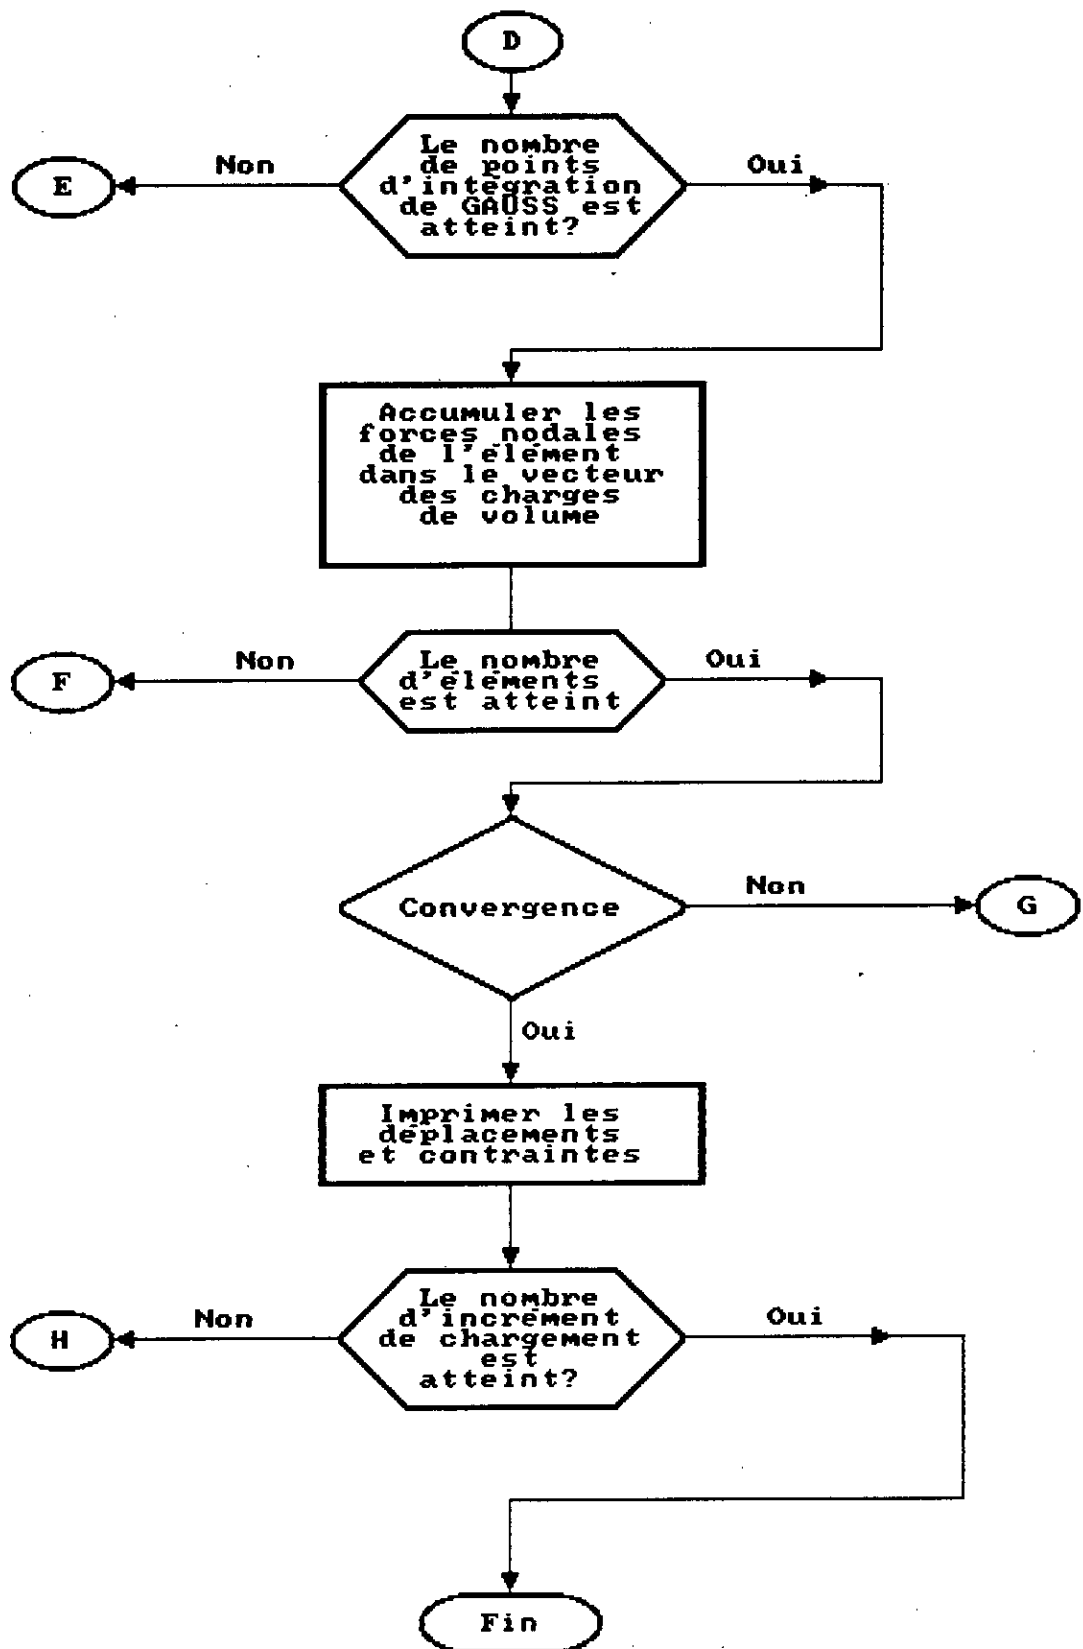 D
Le nombre
de points
d'intégration
de GAUSS est
atteint?
Non
Oui
E
Accumuler les
forces nodales
de l'élément
dans le vecteur
des charges
de volume
Le nombre
d'éléments
est atteint
Non
Oui
F
Convergence
Non
G
Oui
Imprimer les
déplacements
et contraintes
Le nombre
d'incrément
de chargement
est
atteint?
Non
Oui
H
Fin